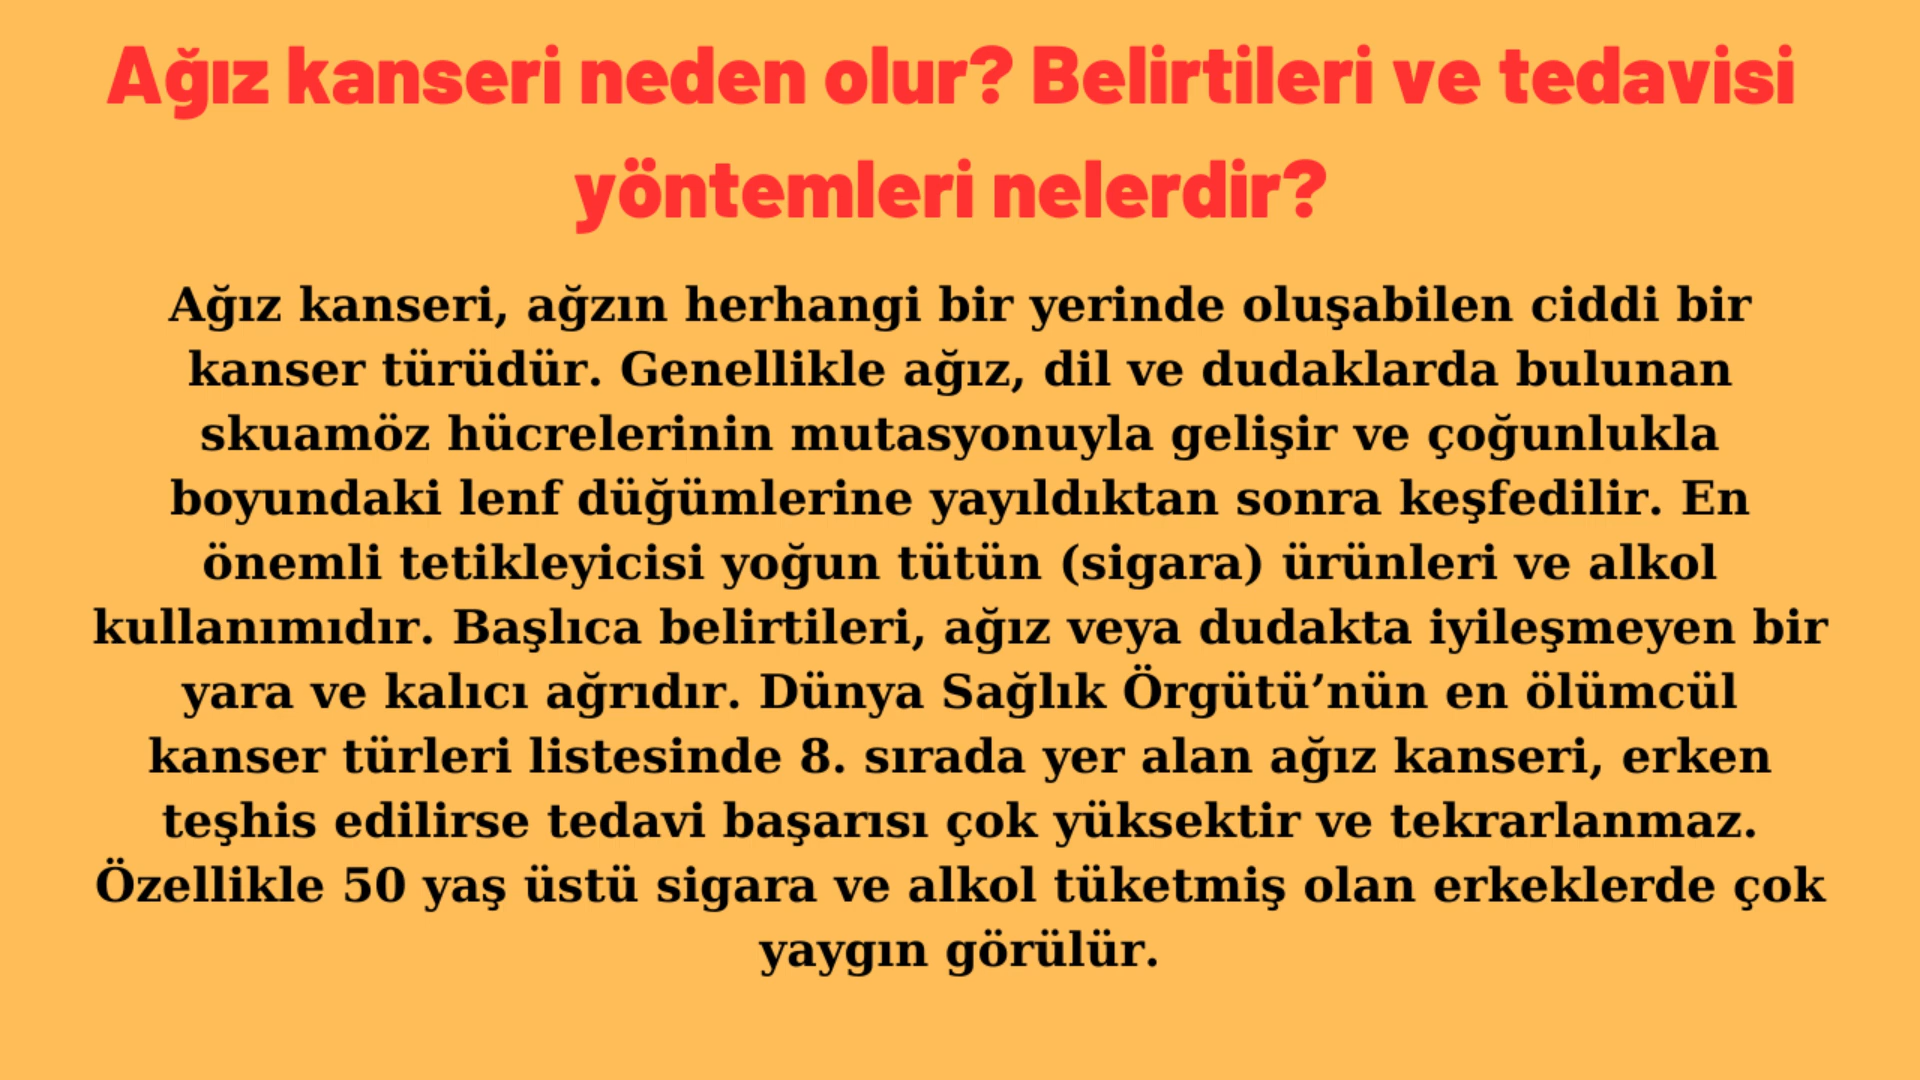 Ağız kanseri neden olur? Belirtileri ve tedavisi
yöntemleri nelerdir?
Ağız kanseri, ağzın herhangi bir yerinde oluşabilen ciddi bir
kanser türüdür. Genellikle ağız, dil ve dudaklarda bulunan
skuamöz hücrelerinin mutasyonuyla gelişir ve çoğunlukla
boyundaki lenf düğümlerine yayıldıktan sonra keşfedilir. En
önemli tetikleyicisi yoğun tütün (sigara) ürünleri ve alkol
kullanımıdır. Başlıca belirtileri, ağız veya dudakta iyileşmeyen bir
yara ve kalıcı ağrıdır. Dünya Sağlık Örgütü’nün en ölümcül
kanser türleri listesinde 8. sırada yer alan ağız kanseri, erken
teşhis edilirse tedavi başarısı çok yüksektir ve tekrarlanmaz.
Özellikle 50 yaş üstü sigara ve alkol tüketmiş olan erkeklerde çok
yaygın görülür.